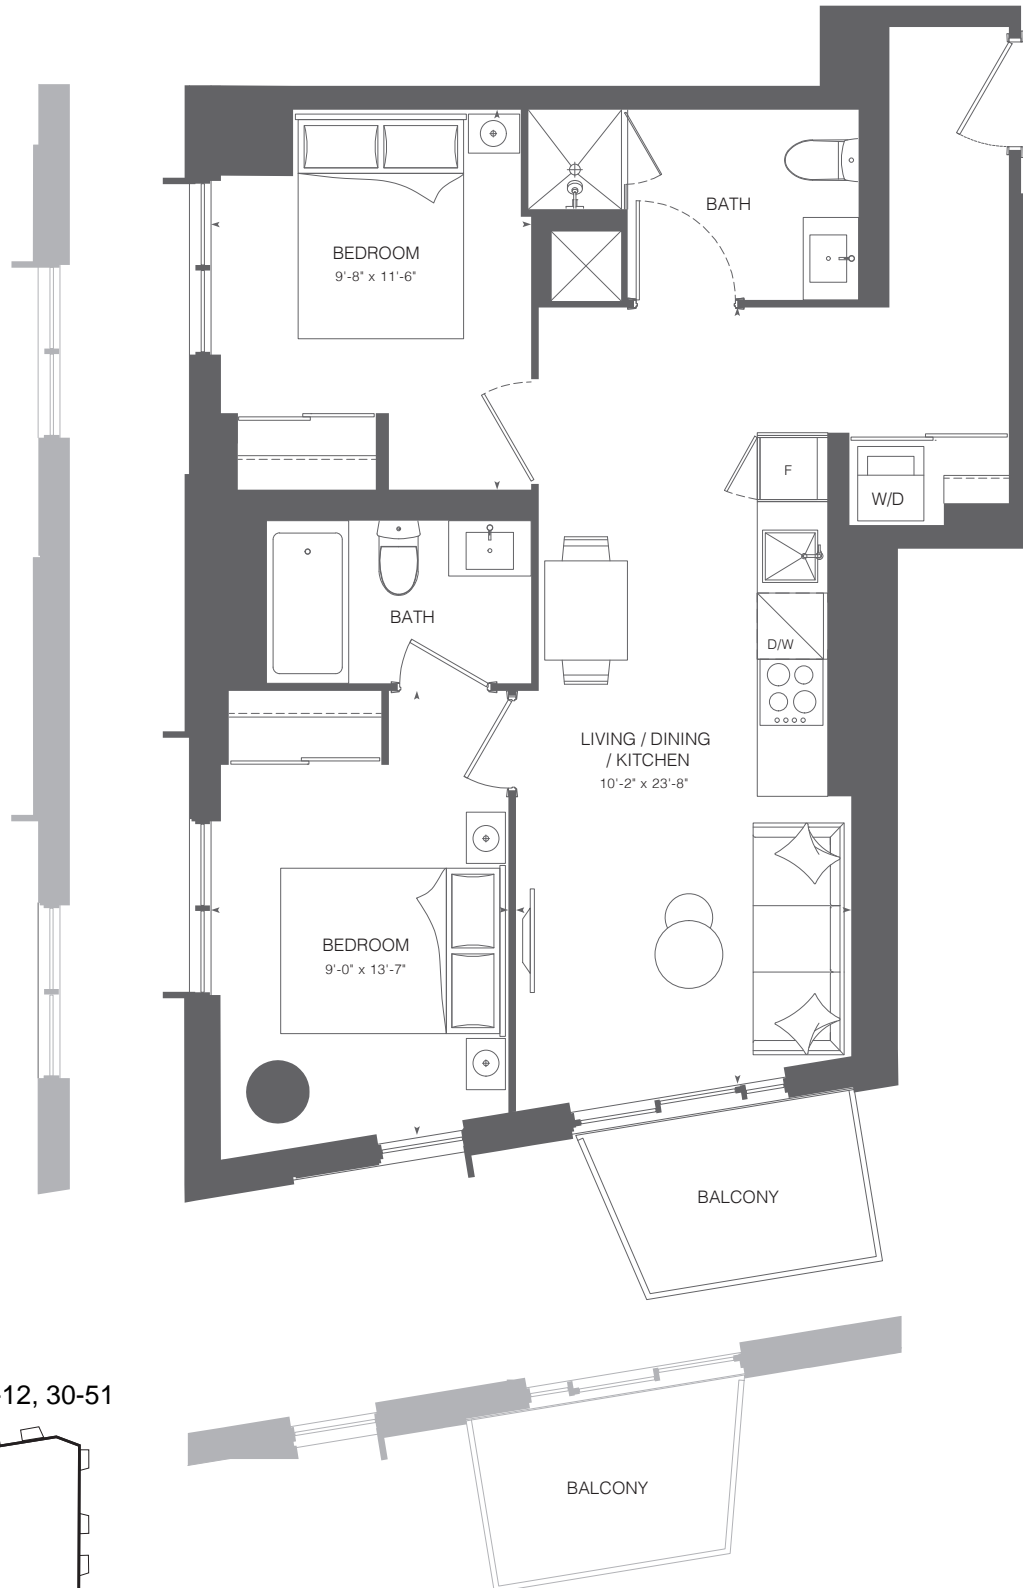 BATH
BEDROOM
9'-8" x 11'-6"
F
W/D
BATH
D/W
LIVING / DINING
/ KITCHEN
10'-2" x 23'-8"
BEDROOM
9'-0" x 13'-7"
BALCONY
12, 30-51
BALCONY